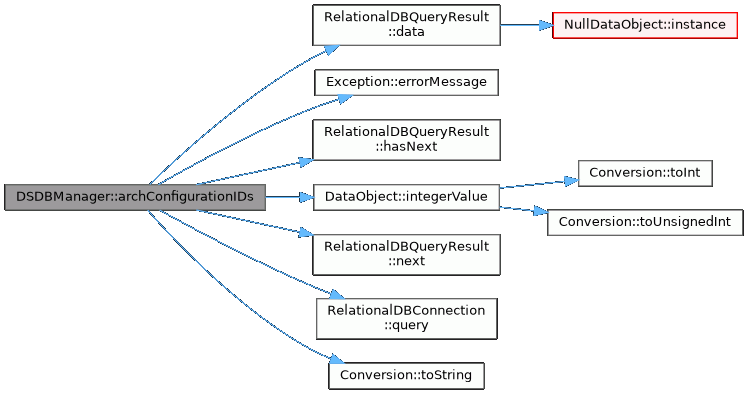 RelationalDBQueryResult
::data
NullDataObject::instance
Exception::errorMessage
RelationalDBQueryResult
::hasNext
Conversion::toInt
DSDBManager::archConfigurationIDs
DataObject::integerValue
Conversion::toUnsignedInt
RelationalDBQueryResult
::next
RelationalDBConnection
::query
Conversion::toString